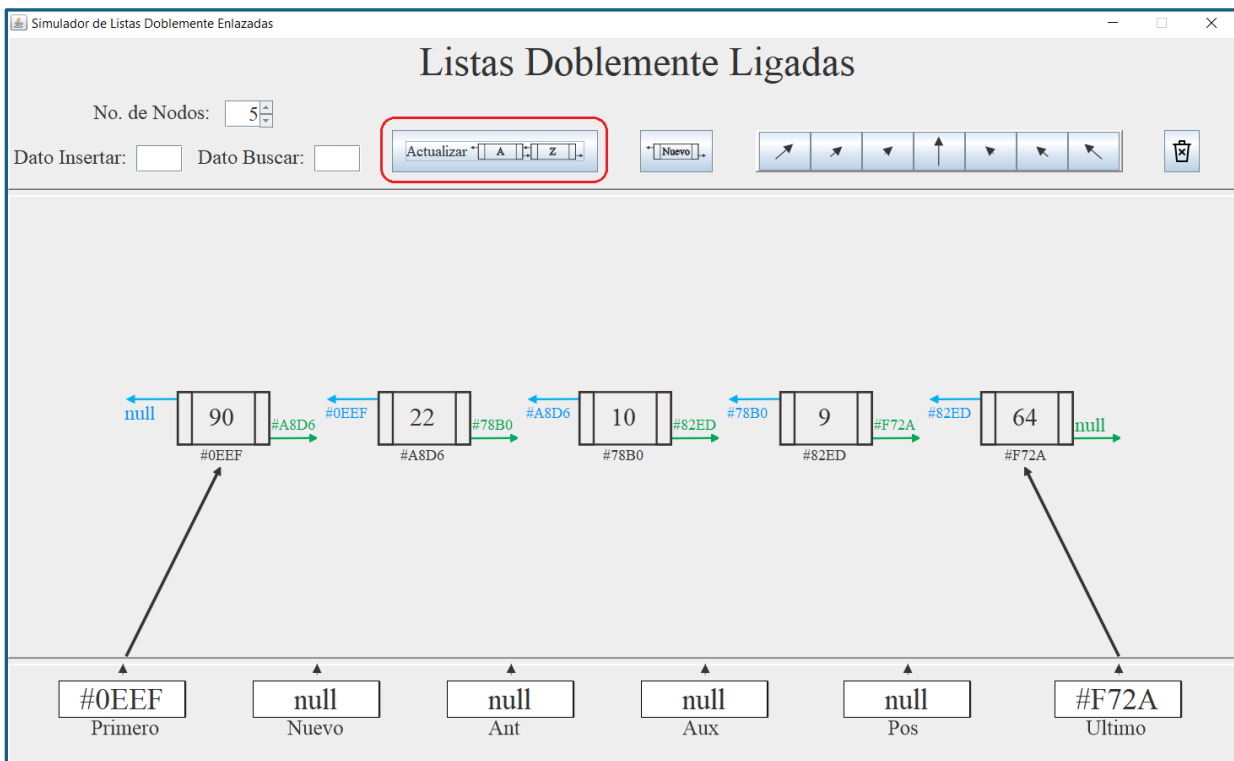 Simulador de Listas Doblemente Enlazadas
Listas Doblemente Ligadas
No. de Nodos: 5
Dato Insertar: Dato Buscar: Actualizar A Z Nuevo
null 90 #A8D6 #0EEF 22 #78B0 #A8D6 10 #82ED #78B0 9 #F72A #82ED 64 null
#0EEF #A8D6 #78B0 #82ED #F72A
#0EEF null null null null #F72A
Primero Nuevo Ant Aux Pos Ultimo